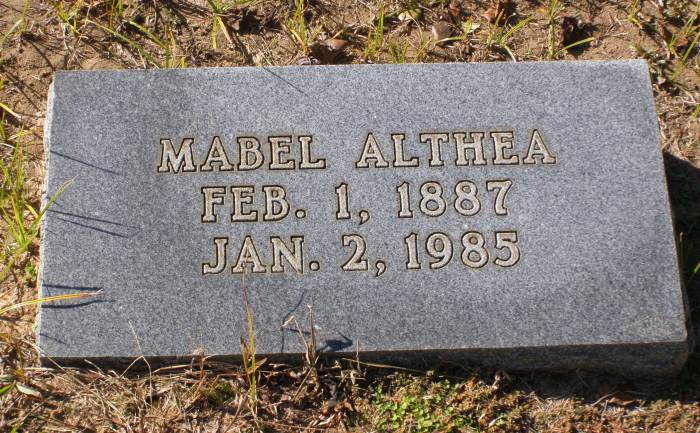 MABEL ALTHEA
FEB. 1, 1887
JAN. 2, 1985